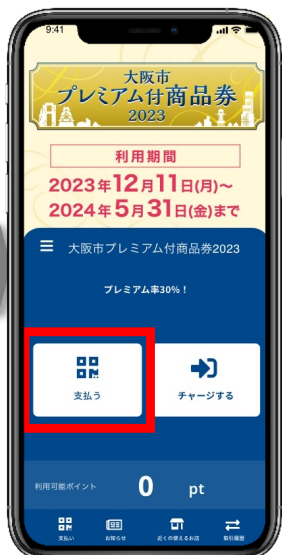 9:41
大阪市
プレミアム付商品券
2023
利用期間
2023年12月11日(月)~
2024年5月31日(金)まで
大阪市プレミアム付商品券2023
プレミアム率30%！
支払う
チャージする
利用可能ポイント 0 pt
支払い お知らせ 近くの使えるお店 取引履歴